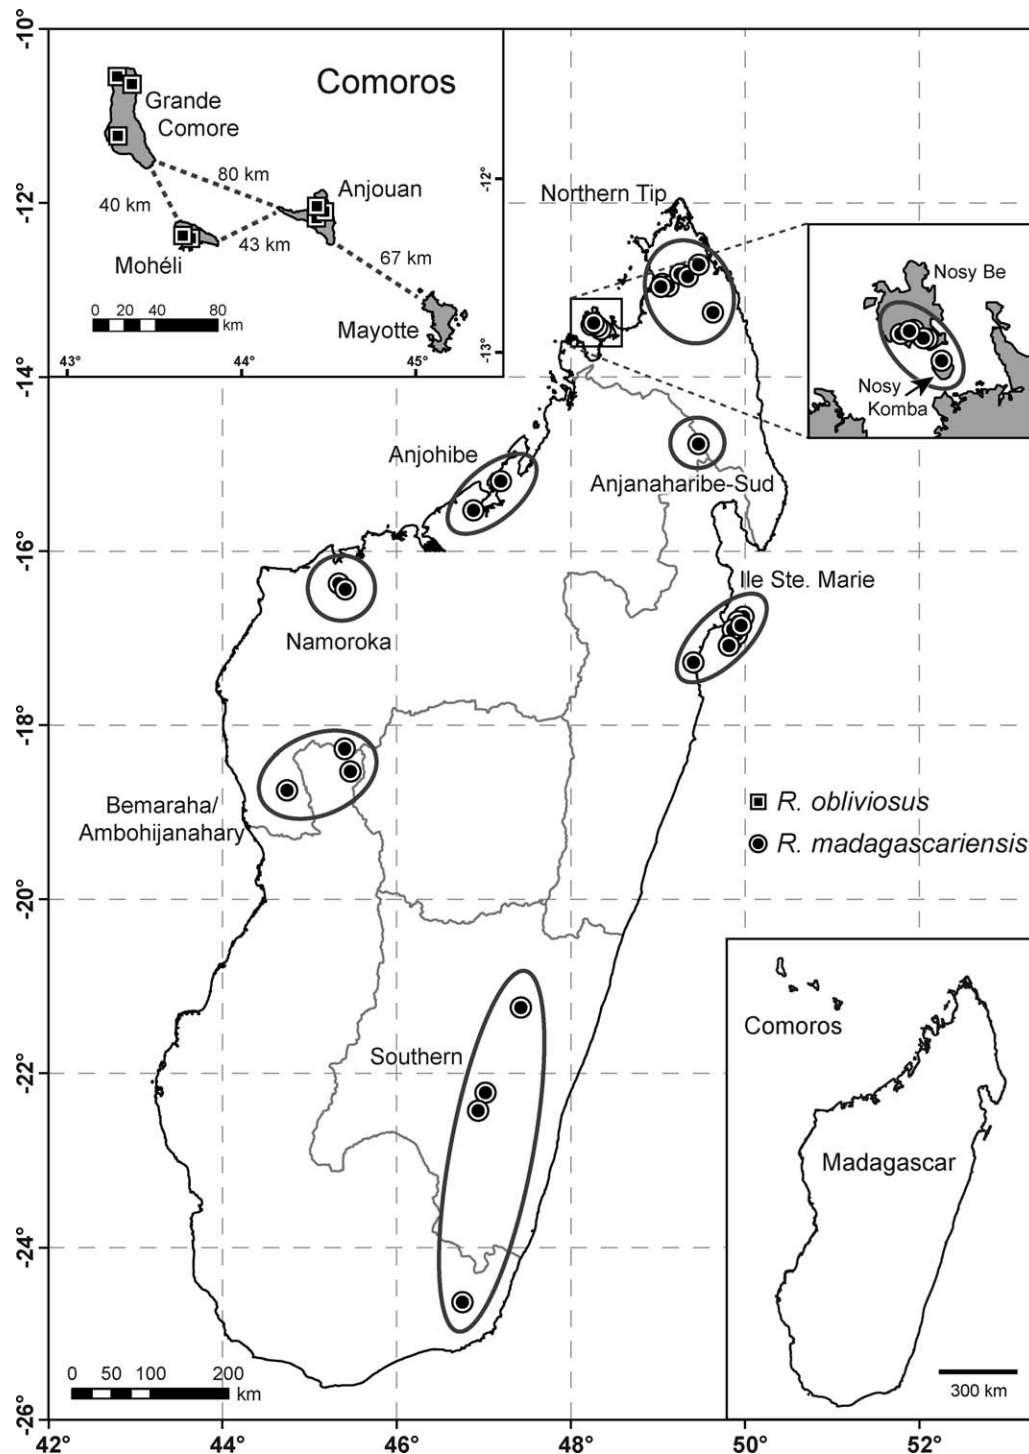 -10°
-12°
-14°
-16°
-18°
-20°
-22°
-24°
-26°
42°
44°
46°
48°
50°
52°
Comoros
Grande
Comore
80 km
Anjouan
40 km
43 km
67 km
Mohéli
Mayotte
0 20 40 60 80
km
43°
44°
45°
-12°
-13°
Northern Tip
Nosy Be
Nosy
Komba
Anjohibe
Anjanaharibe-Sud
Namoroka
Ile Ste. Marie
Bemaraha/
Ambohijanahary
R. obliviosus
R. madagascariensis
Southern
0 50 100 200
km
Comoros
Madagascar
300 km